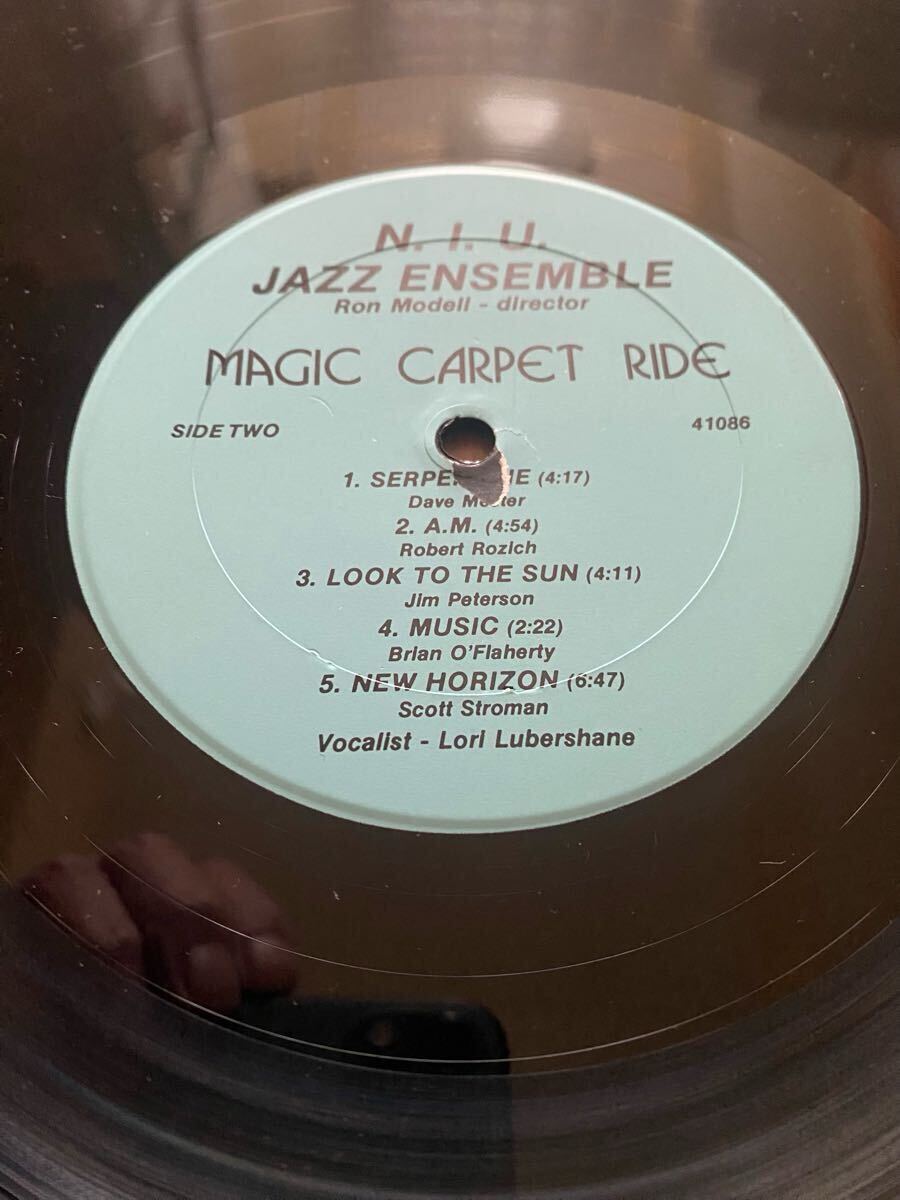 N. I. U.
JAZZ ENSEMBLE
Ron Modell - director
MAGIC CARPET RIDE
SIDE TWO
41086
1. (4:17)
Dave
2. A.M. (4:54)
Robert Rozich
3. LOOK TO THE SUN (4:11)
Jim Peterson
4. MUSIC (2:22)
Brian O'Flaherty
5. NEW HORIZON (6:47)
Scott Stroman
Vocalist - Lori Lubershane